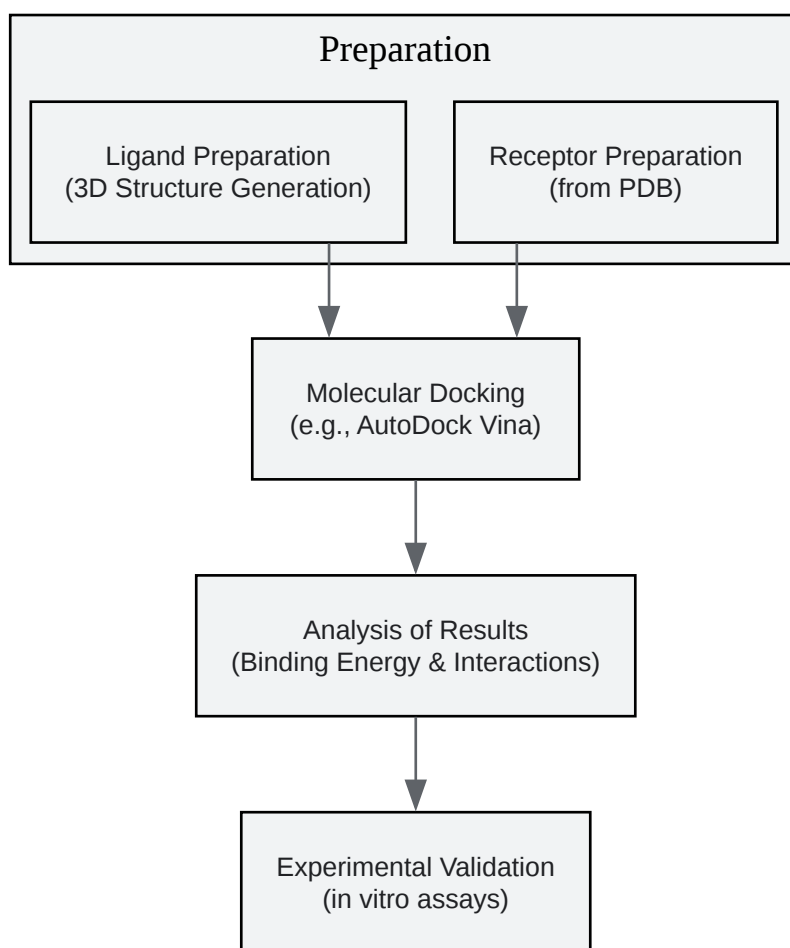 Preparation
Ligand Preparation
(3D Structure Generation)
Receptor Preparation
(from PDB)
Molecular Docking
(e.g., AutoDock Vina)
Analysis of Results
(Binding Energy & Interactions)
Experimental Validation
(in vitro assays)